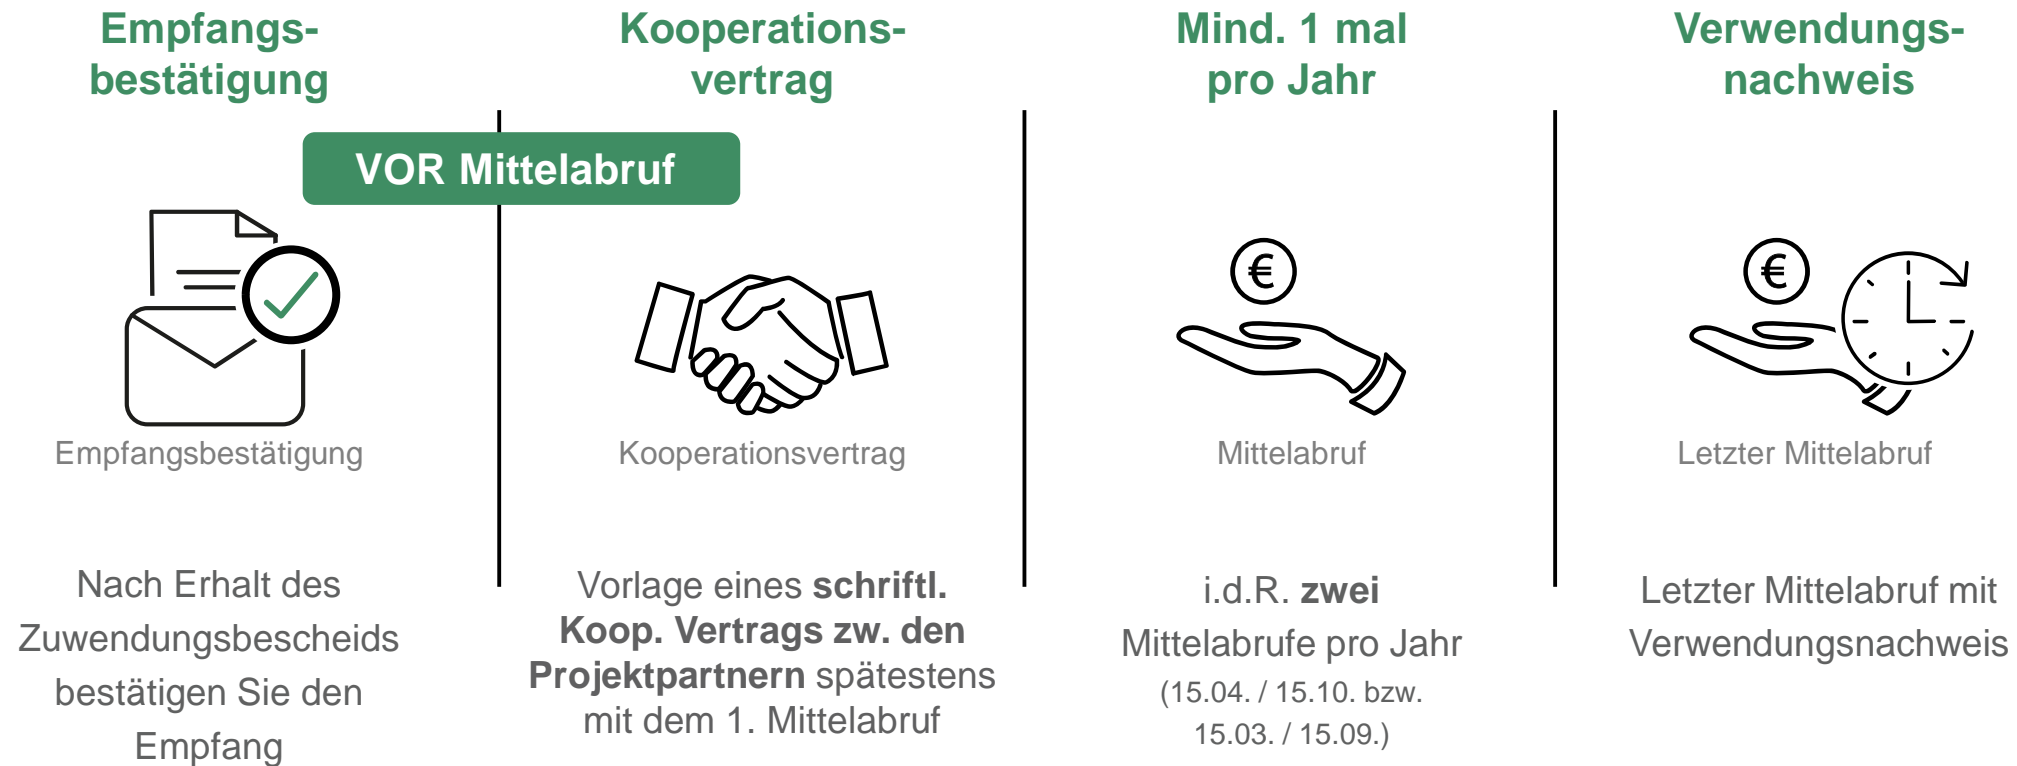 Empfangs-
bestätigung
Kooperations-
vertrag
Mind. 1 mal
pro Jahr
Verwendungs-
nachweis
VOR Mittelabruf
€
€
Empfangsbestätigung
Kooperationsvertrag
Mittelabruf
Letzter Mittelabruf
Nach Erhalt des
Zuwendungsbescheids
bestätigen Sie den
Empfang
Vorlage eines schriftl.
Koop. Vertrags zw. den
Projektpartnern spätestens
mit dem 1. Mittelabruf
i.d.R. zwei
Mittelabrufe pro Jahr
(15.04. / 15.10. bzw.
15.03. / 15.09.)
Letzter Mittelabruf mit
Verwendungsnachweis